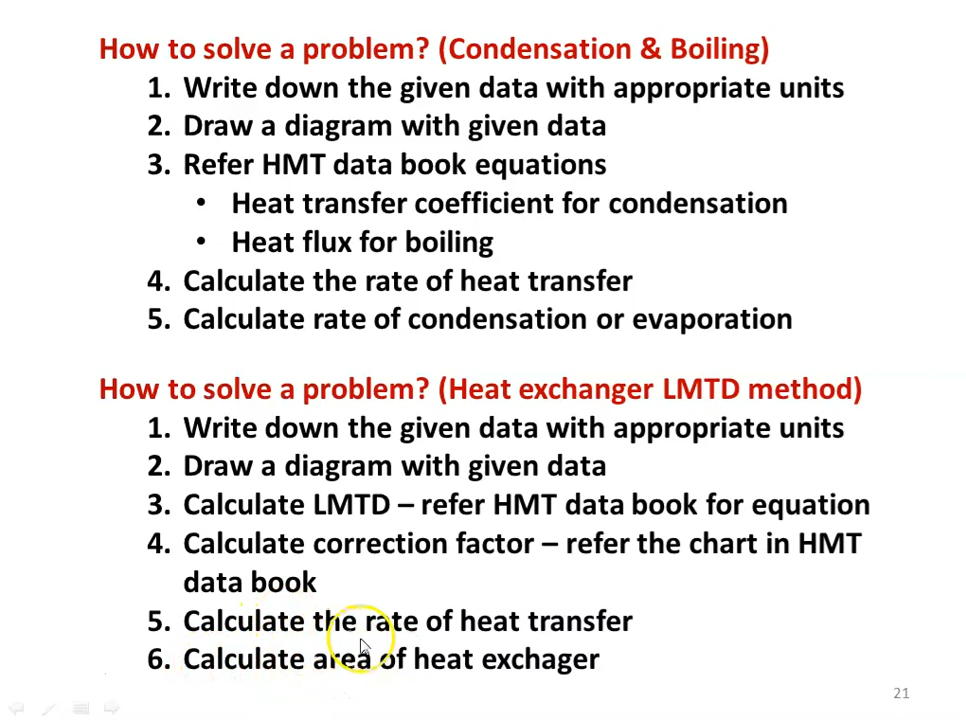 How to solve a problem? (Condensation & Boiling)
1. Write down the given data with appropriate units
2. Draw a diagram with given data
3. Refer HMT data book equations
• Heat transfer coefficient for condensation
• Heat flux for boiling
4. Calculate the rate of heat transfer
5. Calculate rate of condensation or evaporation
How to solve a problem? (Heat exchanger LMTD method)
1. Write down the given data with appropriate units
2. Draw a diagram with given data
3. Calculate LMTD – refer HMT data book for equation
4. Calculate correction factor – refer the chart in HMT
data book
5. Calculate the rate of heat transfer
6. Calculate area of heat exchager
21